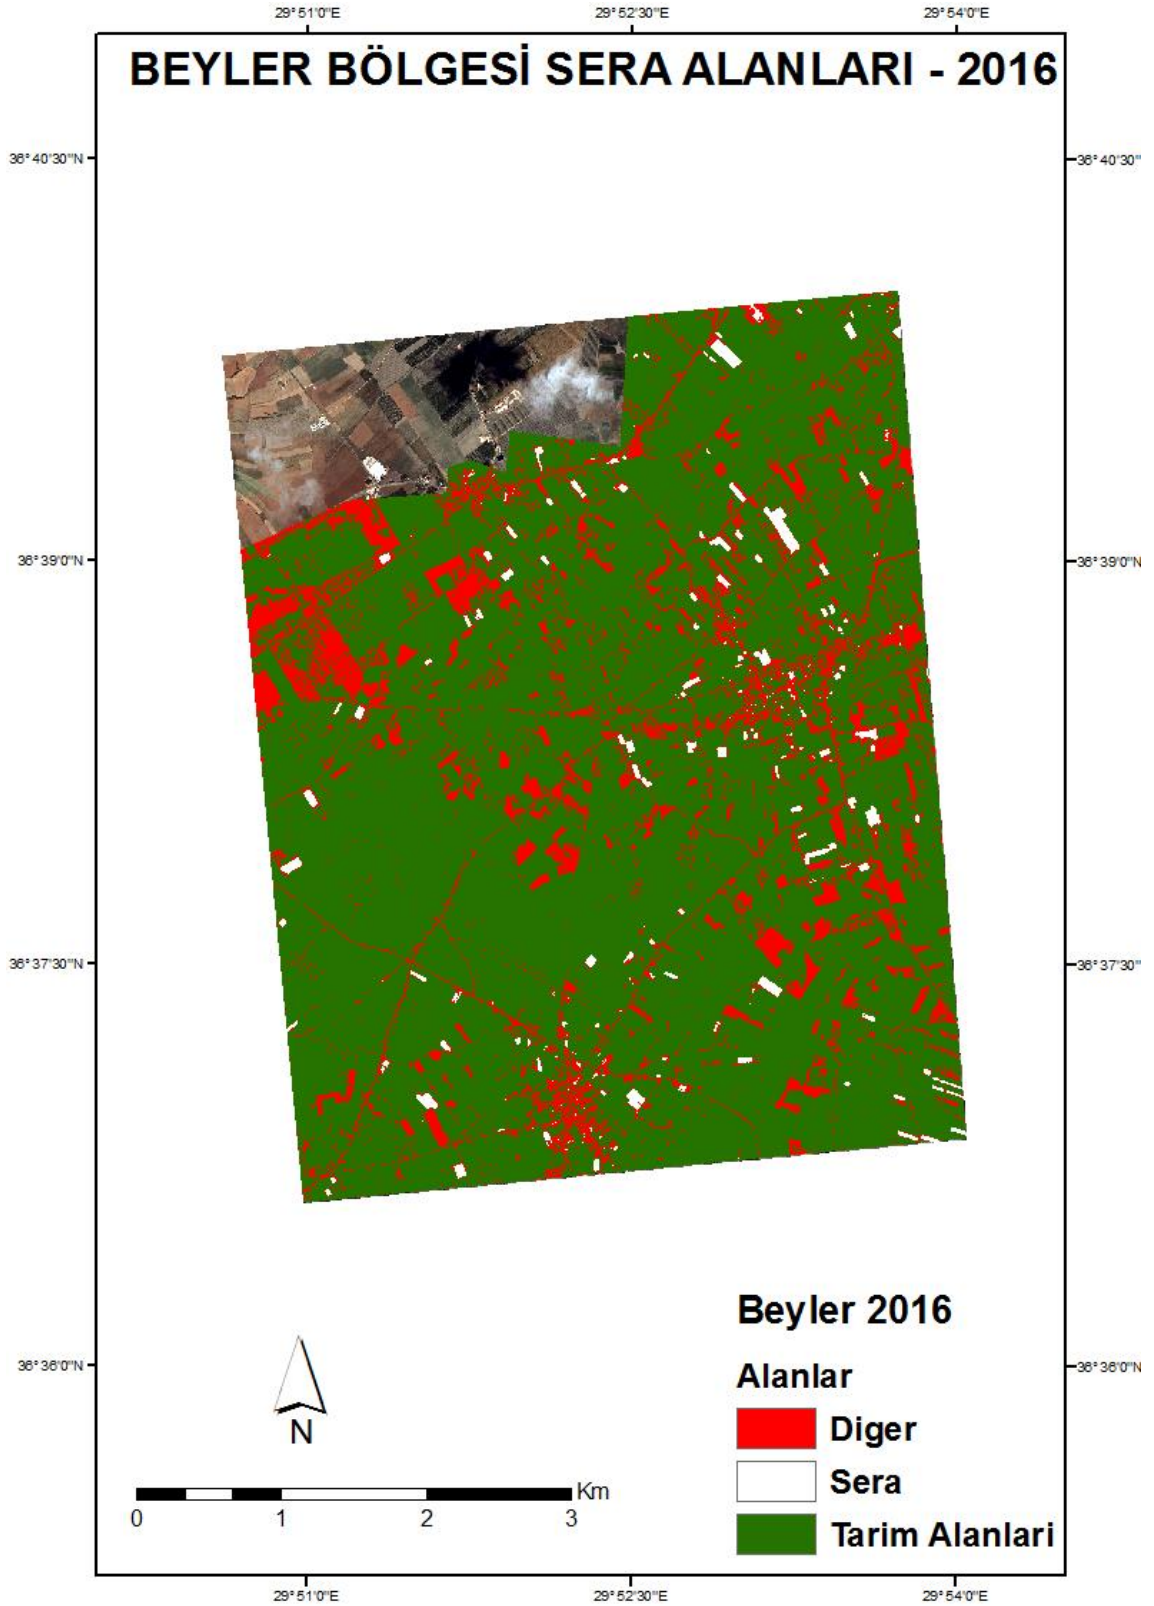 29°51'0"E 29°52'30"E 29°54'0"E
BEYLER BÖLGESİ SERA ALANLARI - 2016
36°40'30"N 36°40'30"N
36°39'0"N 36°39'0"N
36°37'30"N 36°37'30"
36°36'0"N 36°36'0"N
Beyler 2016
Alanlar
Diger
Sera
Tarim Alanlari
N
Km
0 1 2 3
29°51'0"E 29°52'30"E 29°54'0"E